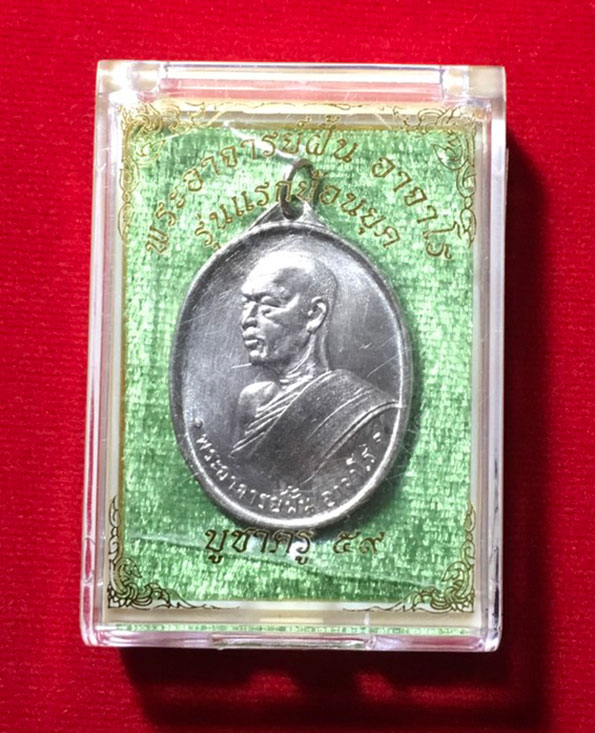 พระอาจารย์ฝั้น อาจาโร
รุ่นแรกย้อนยุค
พระอาจารย์ฝั้น อาจาโร
บูชาครู ๕๙